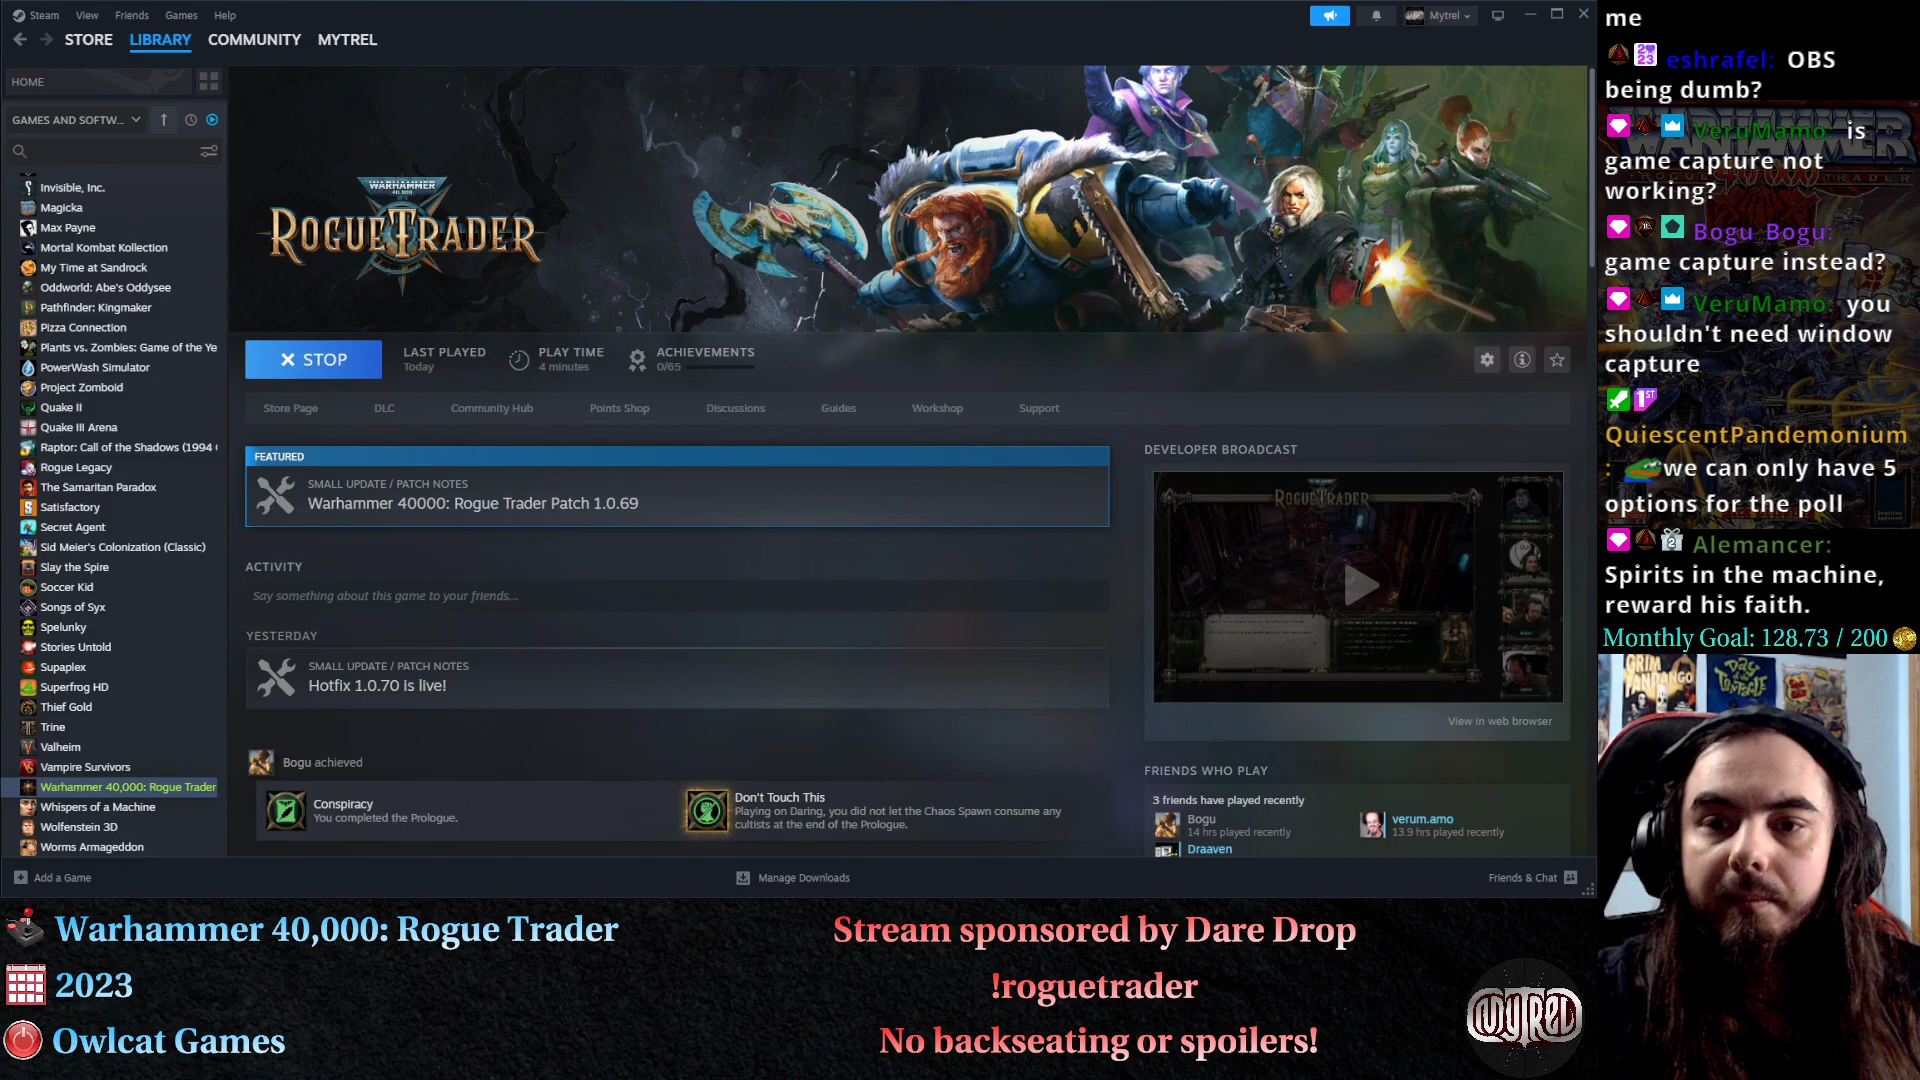 Steam View Friends Games Help
Mytrel
STORE LIBRARY COMMUNITY MYTREL
HOME
GAMES AND SOFTW...
Invisible, Inc.
Magicka
Max Payne
Mortal Kombat Kollection
My Time at Sandrock
Oddworld: Abe's Oddysee
Pathfinder: Kingmaker
Pizza Connection
Plants vs. Zombies: Game of the Ye
PowerWash Simulator
Project Zomboid
Quake II
Quake III Arena
Raptor: Call of the Shadows (1994
Rogue Legacy
The Samaritan Paradox
Satisfactory
Secret Agent
Sid Meier's Colonization (Classic)
Slay the Spire
Soccer Kid
Songs of Syx
Spelunky
Stories Untold
Supaplex
Superfrog HD
Thief Gold
Trine
Valheim
Vampire Survivors
Warhammer 40,000: Rogue Trader
Whispers of a Machine
Wolfenstein 3D
Worms Armageddon
Add a Game
WARHAMMER
40,000
ROGUE TRADER
STOP
LAST PLAYED
Today
PLAY TIME
4 minutes
ACHIEVEMENTS
0/65
Store Page DLC Community Hub Points Shop Discussions Guides Workshop Support
FEATURED
SMALL UPDATE / PATCH NOTES
Warhammer 40000: Rogue Trader Patch 1.0.69
ACTIVITY
Say something about this game to your friends...
YESTERDAY
SMALL UPDATE / PATCH NOTES
Hotfix 1.0.70 is live!
Bogu achieved
Conspiracy
You completed the Prologue.
Don't Touch This
Playing on Daring, you did not let the Chaos Spawn consume any
cultists at the end of the Prologue.
DEVELOPER BROADCAST
ROGUE TRADER
View in web browser
FRIENDS WHO PLAY
3 friends have played recently
Bogu
14 hrs played recently
verum.amo
13.9 hrs played recently
Draaven
Manage Downloads
Friends & Chat
me
eshrafel: OBS
being dumb?
VeruMamo: is
game capture not
working?
Bogu_Bogu:
game capture instead?
VeruMamo: you
shouldn't need window
capture
1ST
QuiescentPandemonium
: we can only have 5
options for the poll
Alemancer:
Spirits in the machine,
reward his faith.
Monthly Goal: 128.73 / 200
GRIM
FANDANGO
Day
of the
Tentacle
Warhammer 40,000: Rogue Trader
2023
Owlcat Games
Stream sponsored by Dare Drop
!roguetrader
No backseating or spoilers!